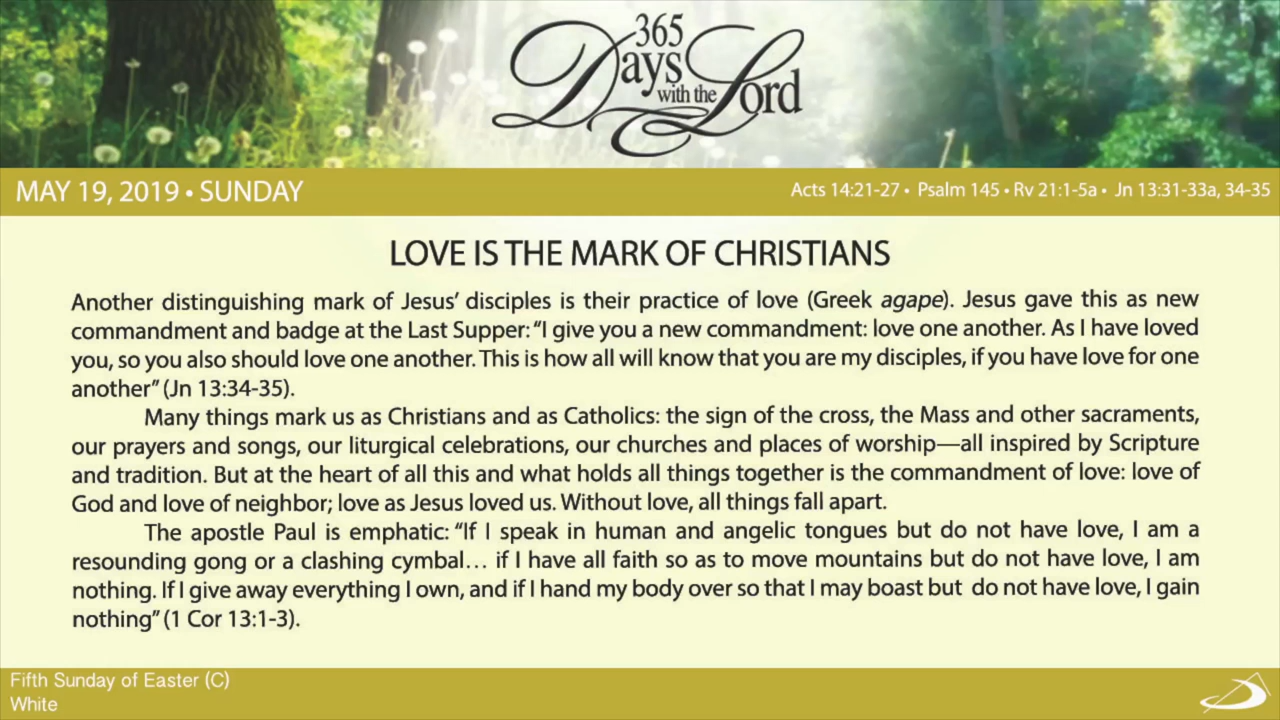 365
Days
with the Lord
MAY 19, 2019 • SUNDAY
Acts 14:21-27 • Psalm 145 • Rv 21:1-5a • Jn 13:31-33a, 34-35
LOVE IS THE MARK OF CHRISTIANS
Another distinguishing mark of Jesus’ disciples is their practice of love (Greek agape). Jesus gave this as new
commandment and badge at the Last Supper: “I give you a new commandment: love one another. As I have loved
you, so you also should love one another. This is how all will know that you are my disciples, if you have love for one
another” (Jn 13:34-35).
Many things mark us as Christians and as Catholics: the sign of the cross, the Mass and other sacraments,
our prayers and songs, our liturgical celebrations, our churches and places of worship—all inspired by Scripture
and tradition. But at the heart of all this and what holds all things together is the commandment of love: love of
God and love of neighbor; love as Jesus loved us. Without love, all things fall apart.
The apostle Paul is emphatic: “If I speak in human and angelic tongues but do not have love, I am a
resounding gong or a clashing cymbal… if I have all faith so as to move mountains but do not have love, I am
nothing. If I give away everything I own, and if I hand my body over so that I may boast but do not have love, I gain
nothing” (1 Cor 13:1-3).
Fifth Sunday of Easter (C)
White